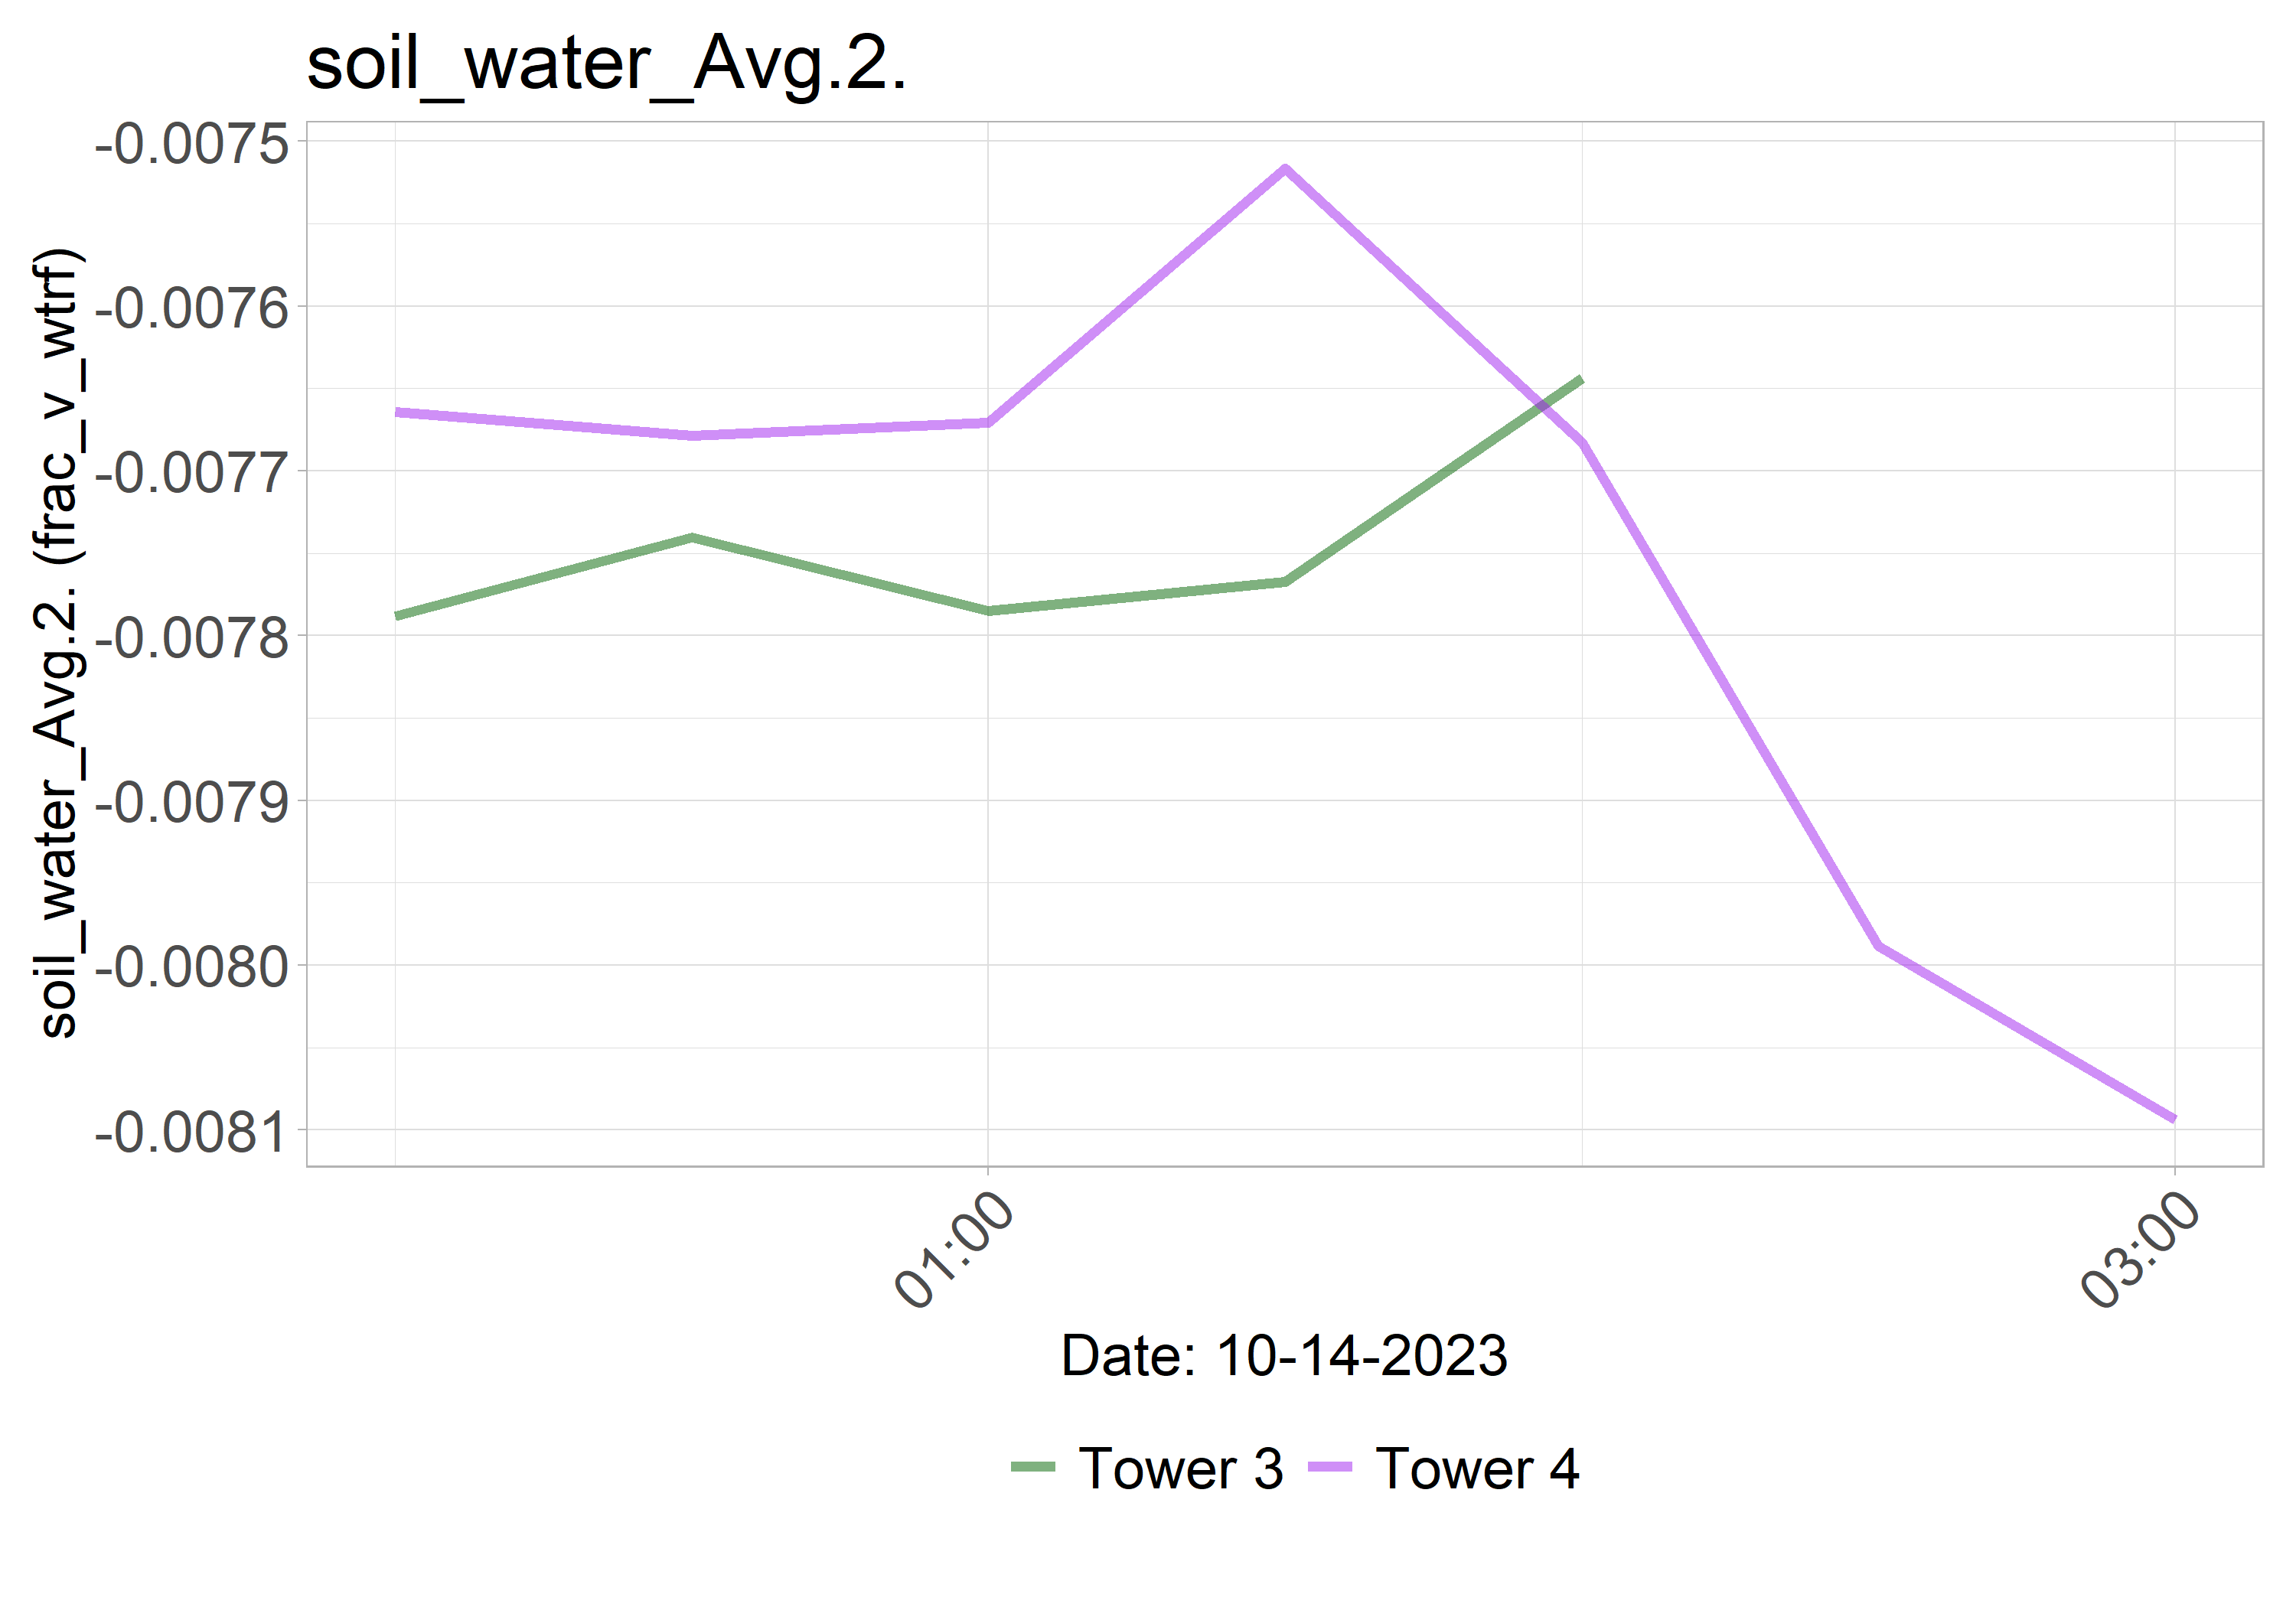 soil_water_Avg.2.
soil_water_Avg.2. (frac_v_wtrf)
-0.0075
-0.0076
-0.0077
-0.0078
-0.0079
-0.0080
-0.0081
01:00
03:00
Date: 10-14-2023
Tower 3 Tower 4